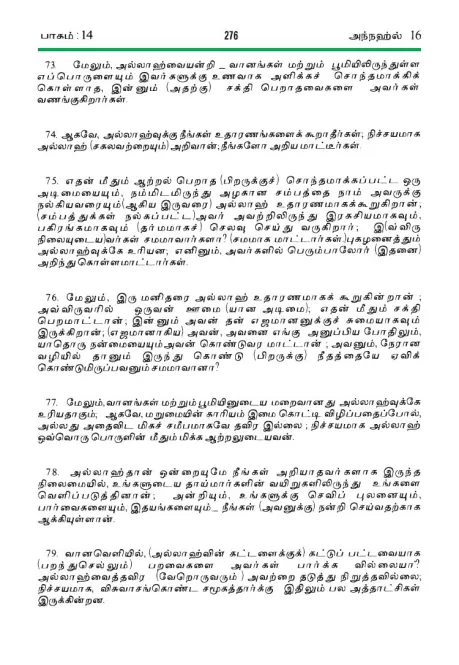 பாகம் : 14 276 அந்நஹ்ல் 16
73. மேலும், அல்லாஹ்வையன்றி _ வானங்கள் மற்றும் பூமியிலிருந்துள்ள
எப்பொருளையும் இவர்களுக்கு உணவாக அளிக்கச் சொந்தமாக்கிக்
கொள்ளாத, இன்னும் (அதற்கு) சக்தி பெறாதவைகளை அவர்கள்
வணங்குகிறார்கள்.
74. ஆகவே, அல்லாஹ்வுக்கு நீங்கள் உதாரணங்களைக் கூறாதீர்கள்; நிச்சயமாக
அல்லாஹ் (சகலவற்றையும்) அறிவான்; நீங்களோ அறிய மாட்டீர்கள்.
75. எதன் மீதும் ஆற்றல் பெறாத (பிறருக்குச்) சொந்தமாக்கப்பட்ட ஒரு
அடிமையையும், நம்மிடமிருந்து அழகான சம்பத்தை நாம் அவருக்கு
நல்கியவரையும் (ஆகிய இருவரை) அல்லாஹ் உதாரணமாகக்கூறுகிறான்;
(சம்பத்துக்கள் நல்கப்பட்ட)அவர் அவற்றிலிருந்து இரகசியமாகவும்,
பகிரங்கமாகவும் (தர்மமாகச்) செலவு செய்து வருகிறார்; (இவ்விரு
நிலையுடைய)வர்கள் சமமாவார்களா? (சமமாக மாட்டார்கள்.)புகழனைத்தும்
அல்லாஹ்வுக்கே உரியன; எனினும், அவர்களில் பெரும்பாலோர் (இதனை)
அறிந்துகொள்ளமாட்டார்கள்.
76. மேலும், இரு மனிதரை அல்லாஹ் உதாரணமாகக் கூறுகின்றான் ;
அவ்விருவரில் ஒருவன் ஊமை (யான அடிமை); எதன் மீதும் சக்தி
பெறமாட்டான்; இன்னும் அவன் தன் எஜமானனுக்குச் சுமையாகவும்
இருக்கிறான்; (எஜமானாகிய) அவன், அவனை எங்கு அனுப்பிய போதிலும்,
யாதொரு நன்மையையும்அவன் கொண்டுவர மாட்டான் ; அவனும், நேரான
வழியில் தானும் இருந்து கொண்டு (பிறருக்கு) நீதத்தையே ஏவிக்
கொண்டுமிருப்பவனும் சமமாவானா?
77. மேலும்,வானங்கள் மற்றும் பூமியினுடைய மறைவானது அல்லாஹ்வுக்கே
உரியதாகும்; ஆகவே, மறுமையின் காரியம் இமை கொட்டி விழிப்பதைப்போல்,
அல்லது அதைவிட மிகச் சமீபமாகவே தவிர இல்லை ; நிச்சயமாக அல்லாஹ்
ஒவ்வொரு பொருளின் மீதும் மிக்க ஆற்றலுடையவன்.
78. அல்லாஹ்தான் ஒன்றையுமே நீங்கள் அறியாதவர்களாக இருந்த
நிலைமையில், உங்களுடைய தாய்மார்களின் வயிறுகளிலிருந்து உங்களை
வெளிப்படுத்தினான்; அன்றியும், உங்களுக்கு செவிப் புலனையும்,
பார்வைகளையும், இதயங்களையும் _ நீங்கள் (அவனுக்கு) நன்றி செய்வதற்காக
ஆக்கியுள்ளான்.
79. வானவெளியில், (அல்லாஹ்வின் கட்டளைக்குக்) கட்டுப் பட்டவையாக
(பறந்துசெல்லும்) பறவைகளை அவர்கள் பார்க்க வில்லையா?
அல்லாஹ்வைத்தவிர (வேறொருவரும்) அவற்றை தடுத்து நிறுத்தவில்லை;
நிச்சயமாக, விசுவாசங்கொண்ட சமூகத்தார்க்கு இதிலும் பல அத்தாட்சிகள்
இருக்கின்றன.